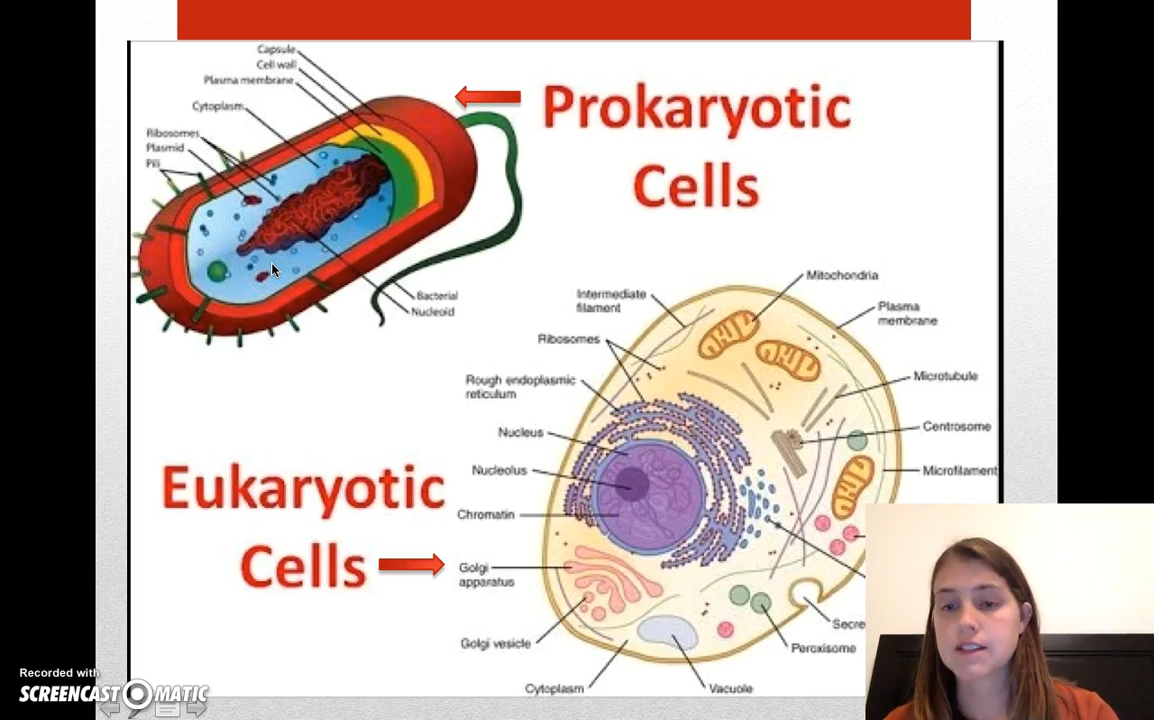 Capsule
Cell wall
Plasma membrane
Cytoplasm
Ribosomes
Plasmid
Pili
Bacterial
Nucleoid
Prokaryotic
Cells
Mitochondria
Intermediate
filament
Plasma
membrane
Ribosomes
Rough endoplasmic
reticulum
Microtubule
Nucleus
Centrosome
Nucleolus
Microfilament
Chromatin
Eukaryotic
Cells
Golgi
apparatus
Secre
Golgi vesicle
Peroxisome
Cytoplasm
Vacuole
Recorded with
SCREENCAST-O-MATIC